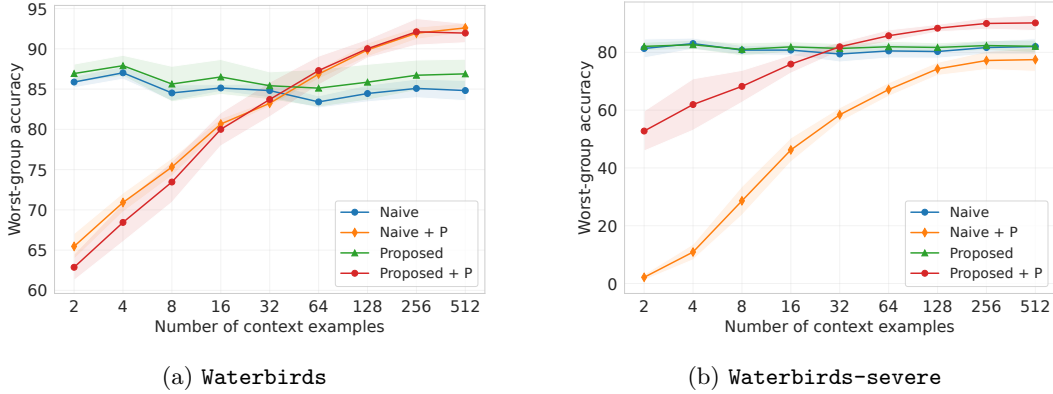 Worst-group accuracy
95
90
85
80
75
70
65
60
2 4 8 16 32 64 128 256 512
Number of context examples
Naive
Naive + P
Proposed
Proposed + P
(a) Waterbirds
Worst-group accuracy
80
60
40
20
0
2 4 8 16 32 64 128 256 512
Number of context examples
Naive
Naive + P
Proposed
Proposed + P
(b) Waterbirds-severe